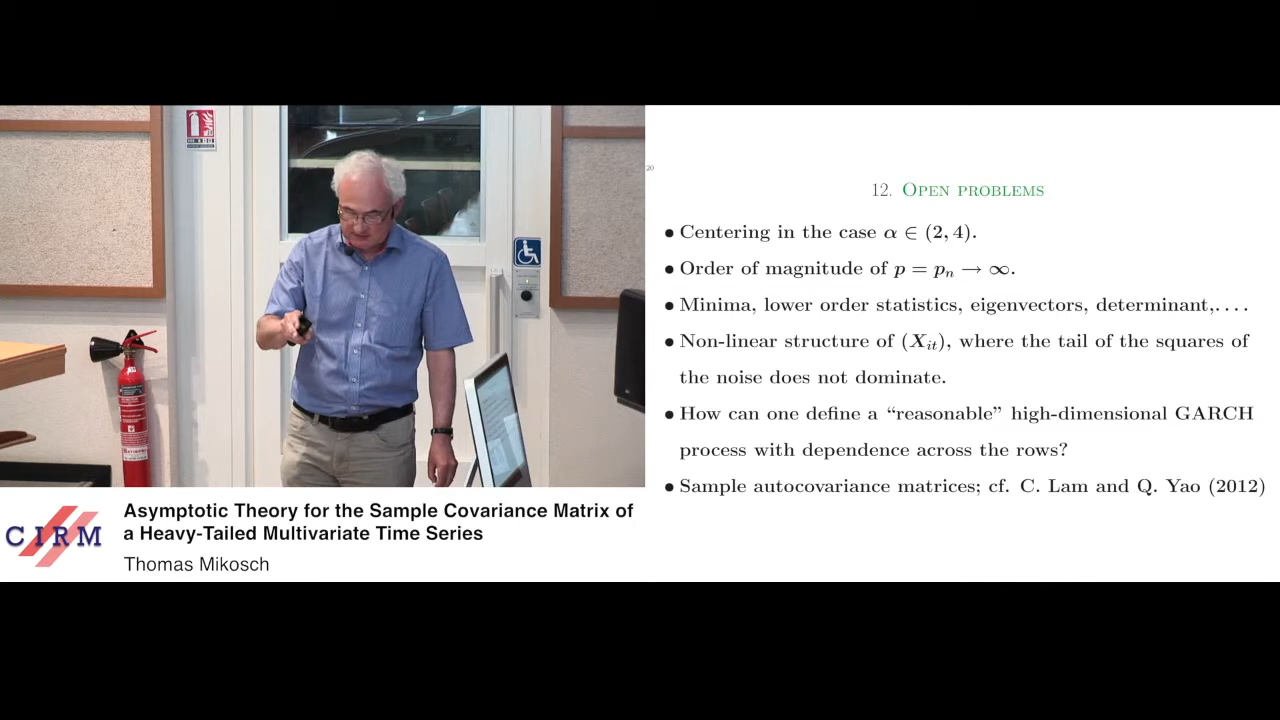 20
12. OPEN PROBLEMS
• Centering in the case α ∈ (2, 4).
• Order of magnitude of p = pₙ → ∞.
• Minima, lower order statistics, eigenvectors, determinant,. . . .
• Non-linear structure of (Xᵢₜ), where the tail of the squares of
the noise does not dominate.
• How can one define a “reasonable” high-dimensional GARCH
process with dependence across the rows?
• Sample autocovariance matrices; cf. C. Lam and Q. Yao (2012)
CIRM
Asymptotic Theory for the Sample Covariance Matrix of
a Heavy-Tailed Multivariate Time Series
Thomas Mikosch